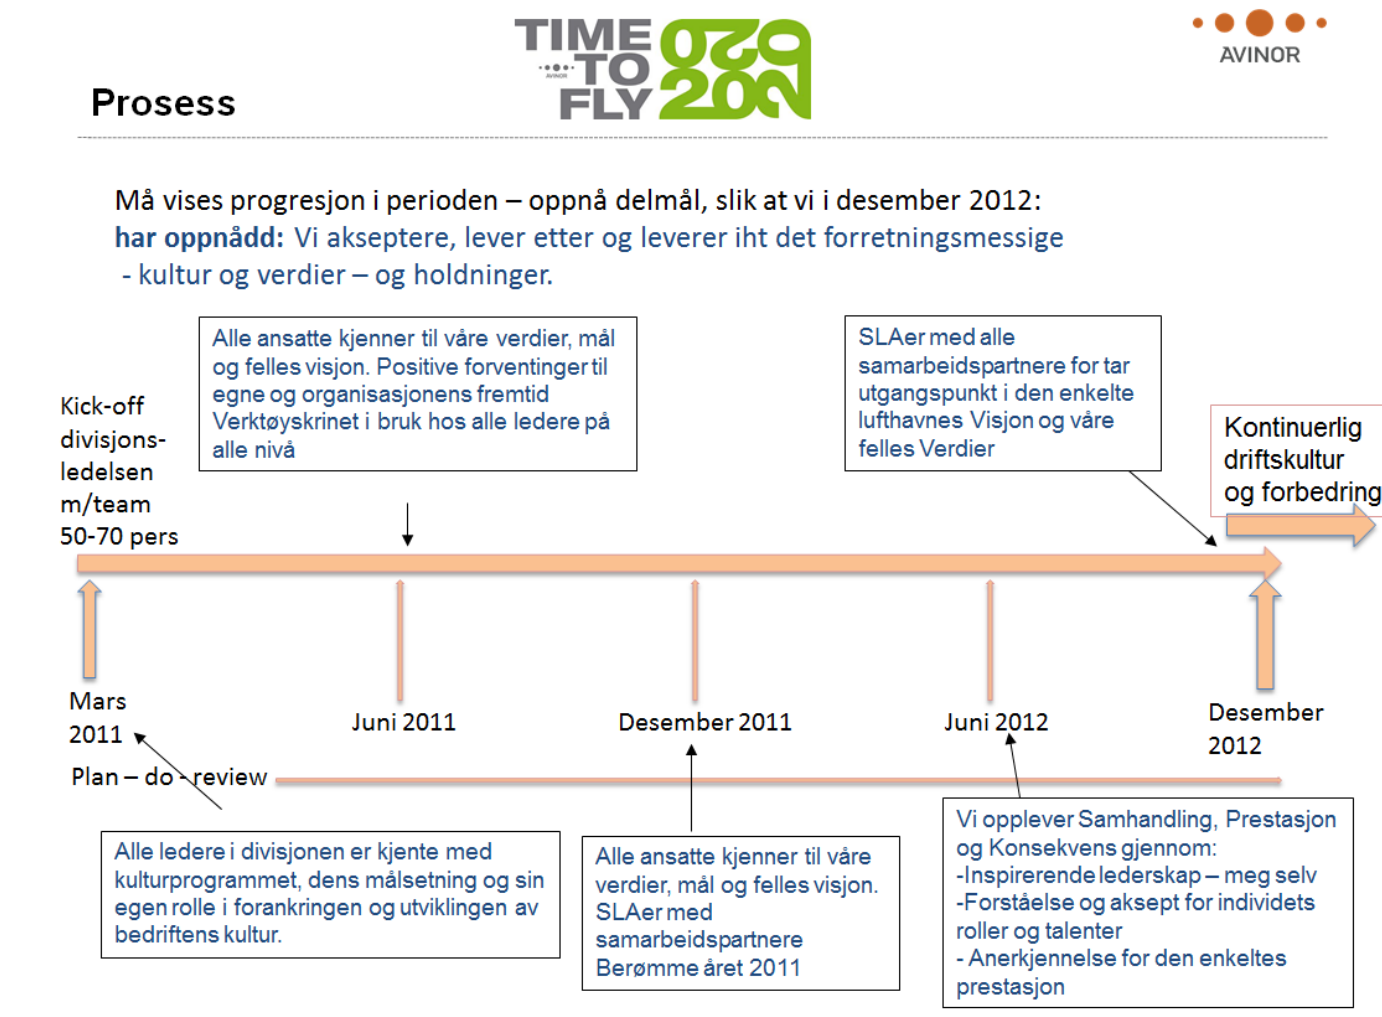 TIME
TO
FLY
2020
AVINOR
AVINOR
Prosess
Må vises progresjon i perioden – oppnå delmål, slik at vi i desember 2012:
har oppnådd: Vi akseptere, lever etter og leverer iht det forretningsmessige
- kultur og verdier – og holdninger.
Alle ansatte kjenner til våre verdier, mål
og felles visjon. Positive forventinger til
egne og organisasjonens fremtid
Verktøyskrinet i bruk hos alle ledere på
alle nivå
SLAer med alle
samarbeidspartnere for tar
utgangspunkt i den enkelte
lufthavnes Visjon og våre
felles Verdier
Kick-off
divisjons-
ledelsen
m/team
50-70 pers
Kontinuerlig
driftskultur
og forbedring
Mars
2011
Juni 2011
Desember 2011
Juni 2012
Desember
2012
Plan – do - review
Alle ledere i divisjonen er kjente med
kulturprogrammet, dens målsetning og sin
egen rolle i forankringen og utviklingen av
bedriftens kultur.
Alle ansatte kjenner til våre
verdier, mål og felles visjon.
SLAer med
samarbeidspartnere
Berømme året 2011
Vi opplever Samhandling, Prestasjon
og Konsekvens gjennom:
-Inspirerende lederskap – meg selv
-Forståelse og aksept for individets
roller og talenter
- Anerkjennelse for den enkeltes
prestasjon